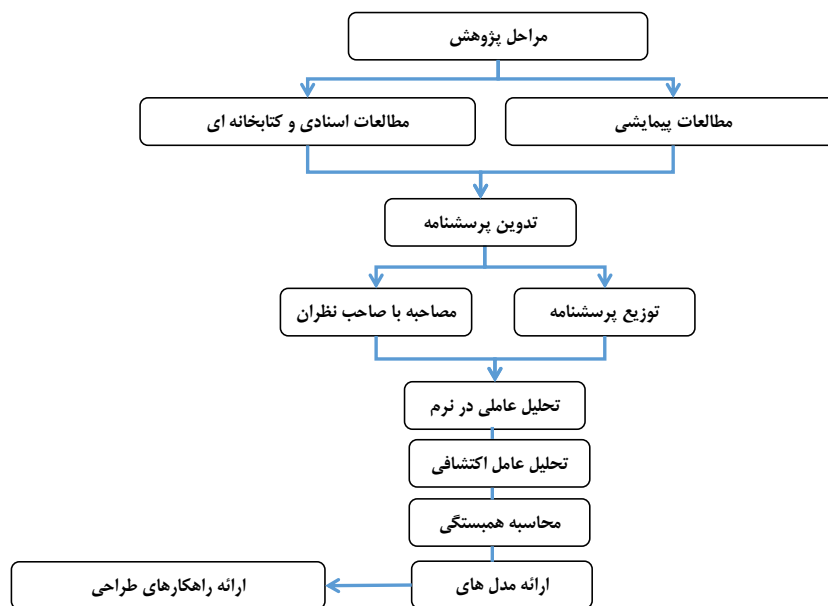 مراحل پژوهش
مطالعات پیمایشی
مطالعات اسنادی و کتابخانه ای
تدوین پرسشنامه
توزیع پرسشنامه
مصاحبه با صاحب نظران
تحلیل عاملی در نرم
تحلیل عامل اکتشافی
محاسبه همبستگی
ارائه مدل های
ارائه راهکارهای طراحی